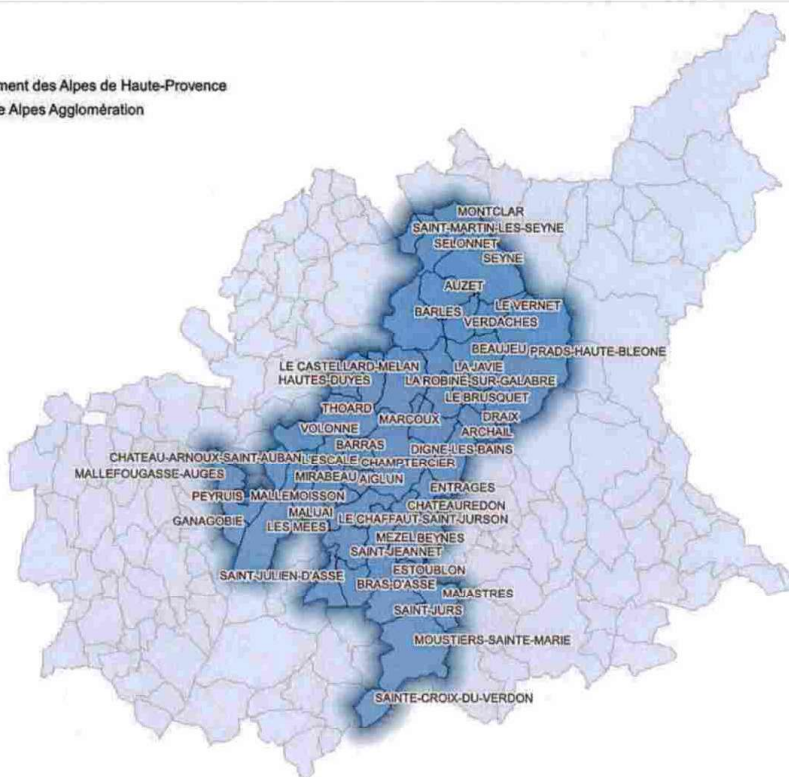 ment des Alpes de Haute-Provence
e Alpes Agglomération
MONTCLAR
SAINT-MARTIN-LES-SEYNE
SELONNET
SEYNE
AUZET
LE VERNET
BARLES
VERDACHES
BEAUJEU PRADS-HAUTE-BLEONE
LE CASTELLARD-MELAN LA JAVIE
HAUTES-DUYES LA ROBINE-SUR-GALABRE
LE BRUSQUET
THOARD
MARCOUX DRAIX
VOLONNE ARCHAIL
BARRAS DIGNE-LES-BAINS
CHATEAU-ARNOUX-SAINT-AUBAN L'ESCALE CHAMPTERCIER
MALLEFOUGASSE-AUGES MIRABEAU AIGLUN
ENTRAGES
PEYRUIS MALLEMOISSON
CHATEAUREDON
MALIJAI LE CHAFFAUT-SAINT-JURSON
GANAGOBIE LES MEES
MEZEL BEYNES
SAINT-JEANNET
ESTOUBLON
SAINT-JULIEN-D'ASSE BRAS-D'ASSE
MAJASTRES
SAINT-JURS
MOUSTIERS-SAINTE-MARIE
SAINTE-CROIX-DU-VERDON